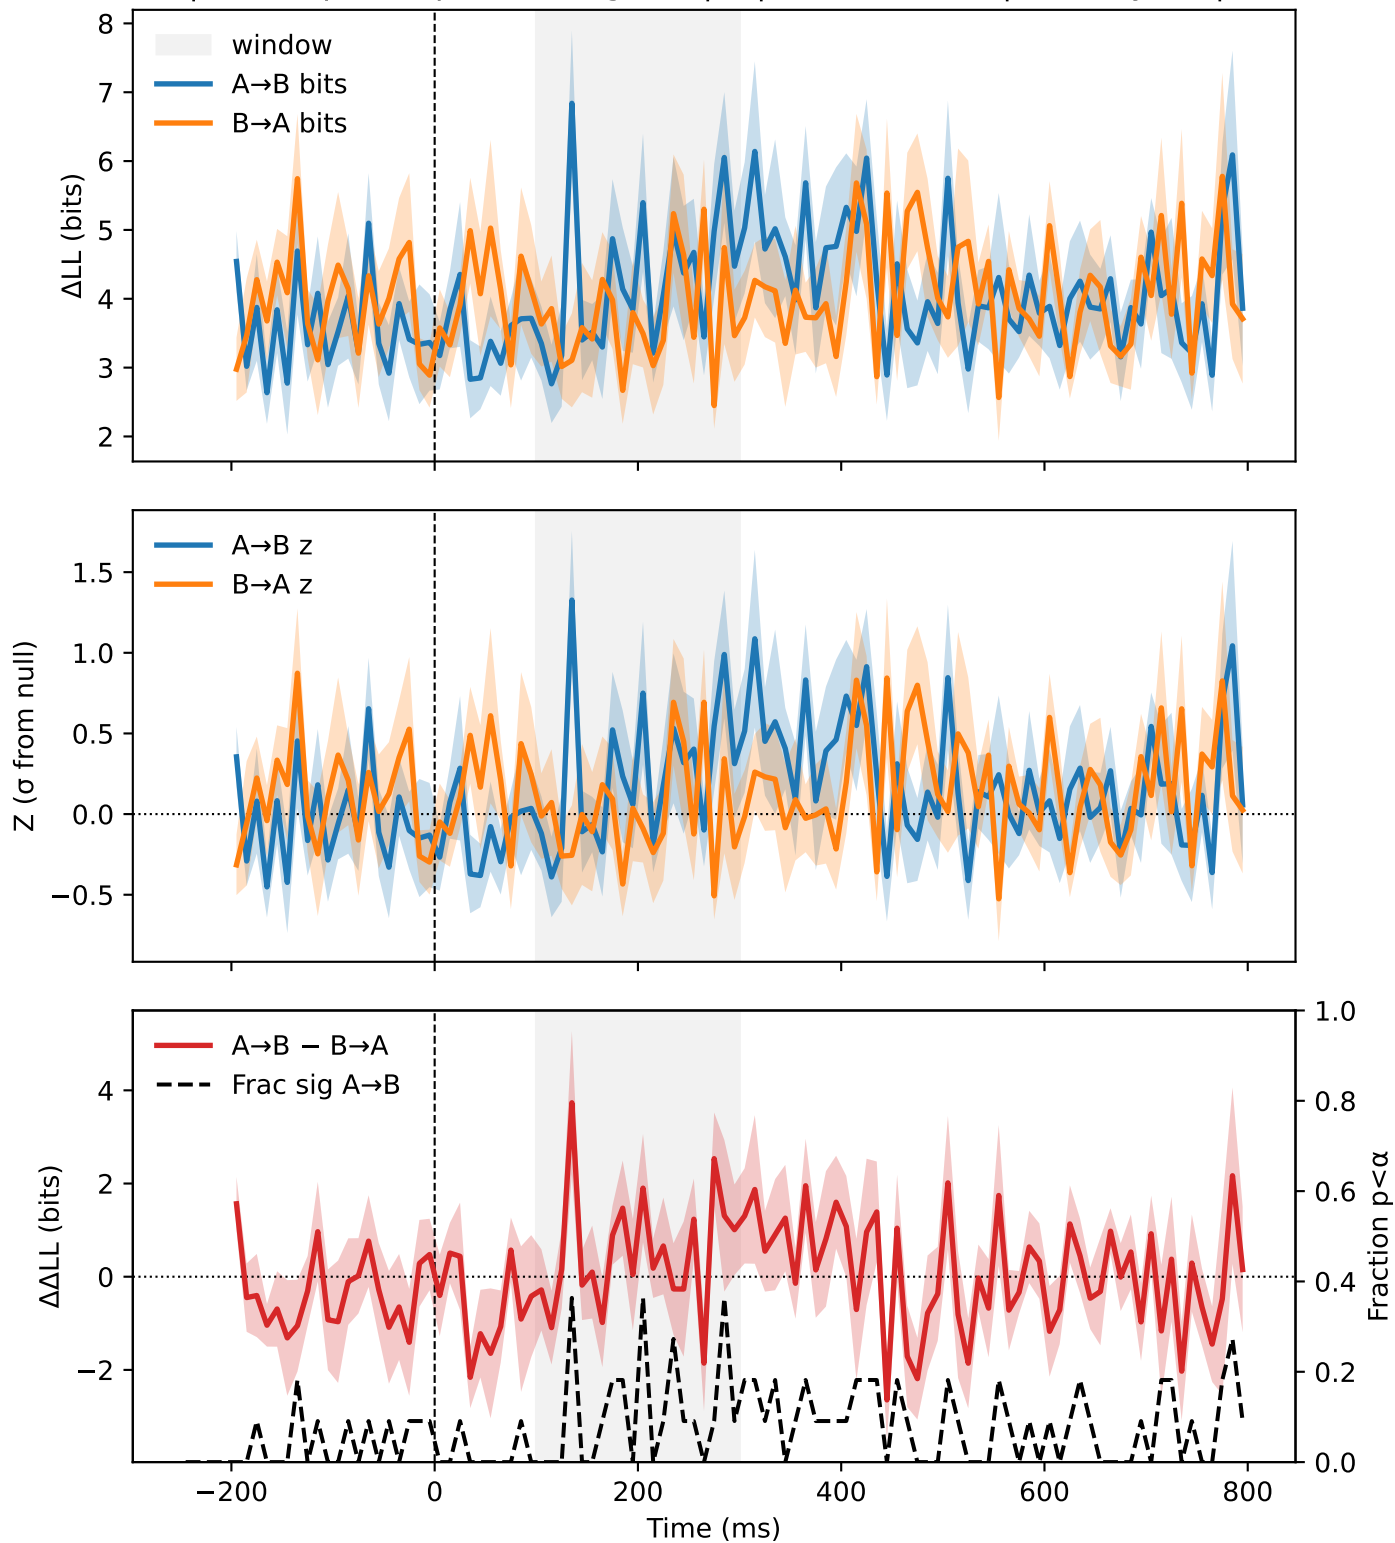 8
7
6
5
4
3
2
ΔLL (bits)
window
A→B bits
B→A bits
1.5
1.0
0.5
0.0
−0.5
Z (σ from null)
A→B z
B→A z
4
2
0
−2
ΔΔLL (bits)
A→B − B→A
Frac sig A→B
1.0
0.8
0.6
0.4
0.2
0.0
Fraction p<α
−200
0
200
400
600
800
Time (ms)